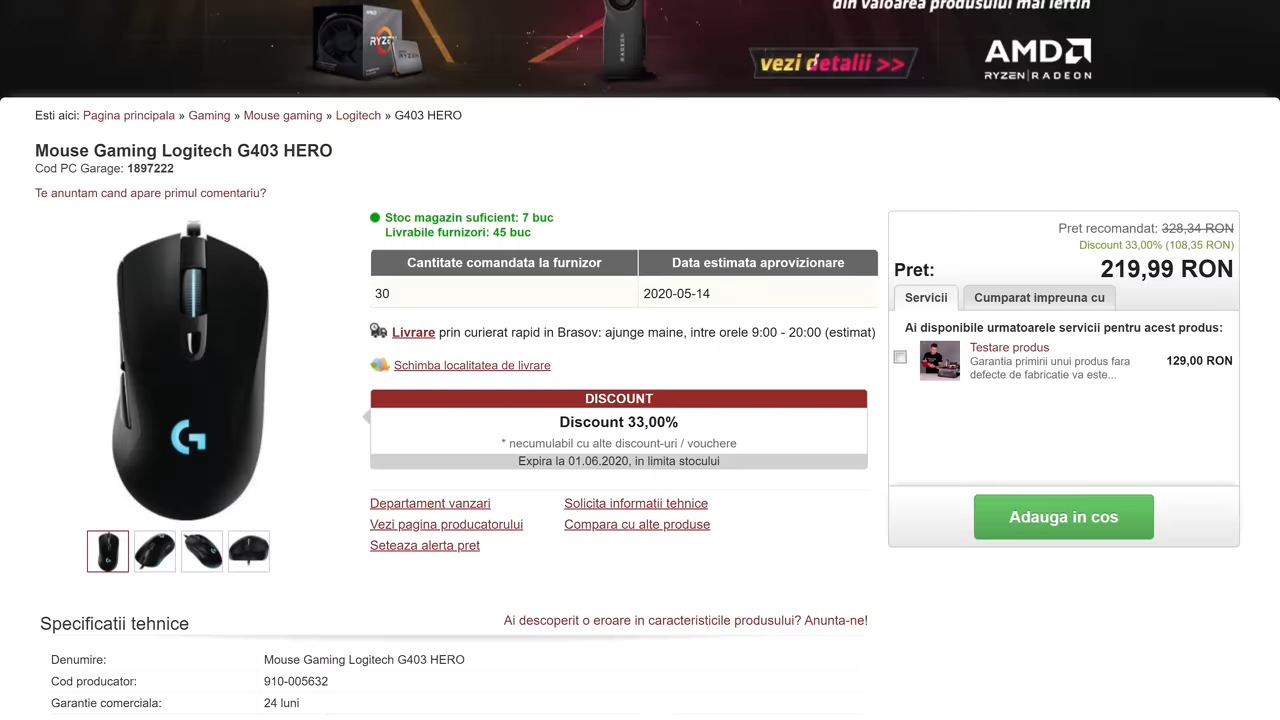 din valoarea produsului mai ieftin
AMD
RYZEN
RYZEN
RADEON
vezi detalii >>
AMD
RYZEN | RADEON
Esti aici: Pagina principala » Gaming » Mouse gaming » Logitech » G403 HERO
Mouse Gaming Logitech G403 HERO
Cod PC Garage: 1897222
Te anuntam cand apare primul comentariu?
Stoc magazin suficient: 7 buc
Livrabile furnizori: 45 buc
Cantitate comandata la furnizor Data estimata aprovizionare
30 2020-05-14
Livrare prin curierat rapid in Brasov: ajunge maine, intre orele 9:00 - 20:00 (estimat)
Schimba localitatea de livrare
DISCOUNT
Discount 33,00%
* necumulabil cu alte discount-uri / vouchere
Expira la 01.06.2020, in limita stocului
Departament vanzari Solicita informatii tehnice
Vezi pagina producatorului Compara cu alte produse
Seteaza alerta pret
Pret recomandat: 328,34 RON
Discount 33,00% (108,35 RON)
Pret: 219,99 RON
Servicii Cumparat impreuna cu
Ai disponibile urmatoarele servicii pentru acest produs:
Testare produs
Garantia primirii unui produs fara
defecte de fabricatie va este...
129,00 RON
Adauga in cos
Specificatii tehnice
Ai descoperit o eroare in caracteristicile produsului? Anunta-ne!
Denumire: Mouse Gaming Logitech G403 HERO
Cod producator: 910-005632
Garantie comerciala: 24 luni